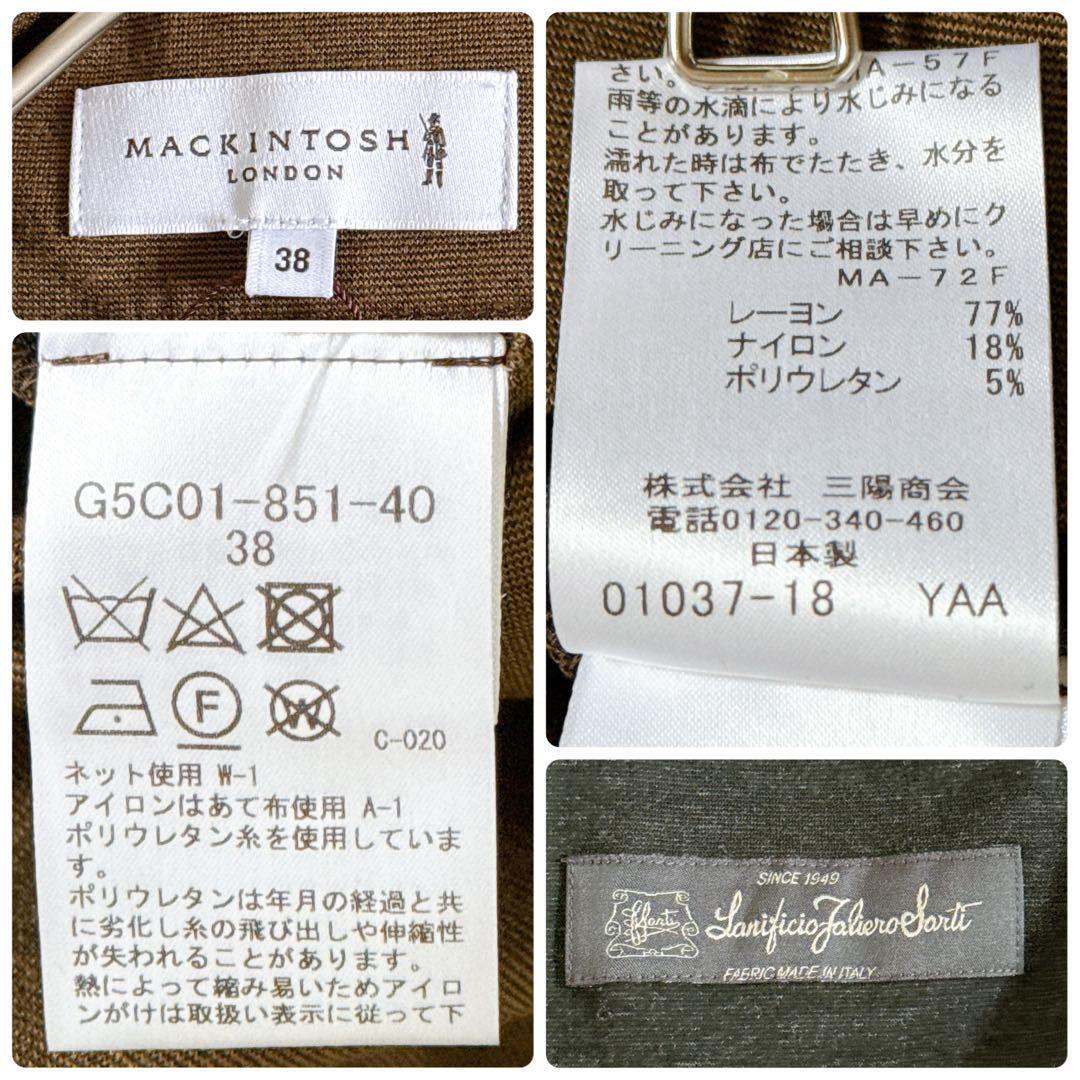 MACKINTOSH
LONDON
38
さい。 MA-57F
雨等の水滴により水じみになる
ことがあります。
濡れた時は布でたたき、水分を
取って下さい。
水じみになった場合は早めにク
リーニング店にご相談下さい。
MA-72F
レーヨン 77%
ナイロン 18%
ポリウレタン 5%
株式会社 三陽商会
電話0120-340-460
日本製
01037-18 YAA
G5C01-851-40
38
F
W
C-020
ネット使用 W-1
アイロンはあて布使用 A-1
ポリウレタン糸を使用していま
す。
ポリウレタンは年月の経過と共
に劣化し糸の飛び出しや伸縮性
が失われることがあります。
熱によって縮み易いためアイロ
ンがけは取扱い表示に従って下
SINCE 1949
Lanificio Faliero Sarti
FABRIC MADE IN ITALY